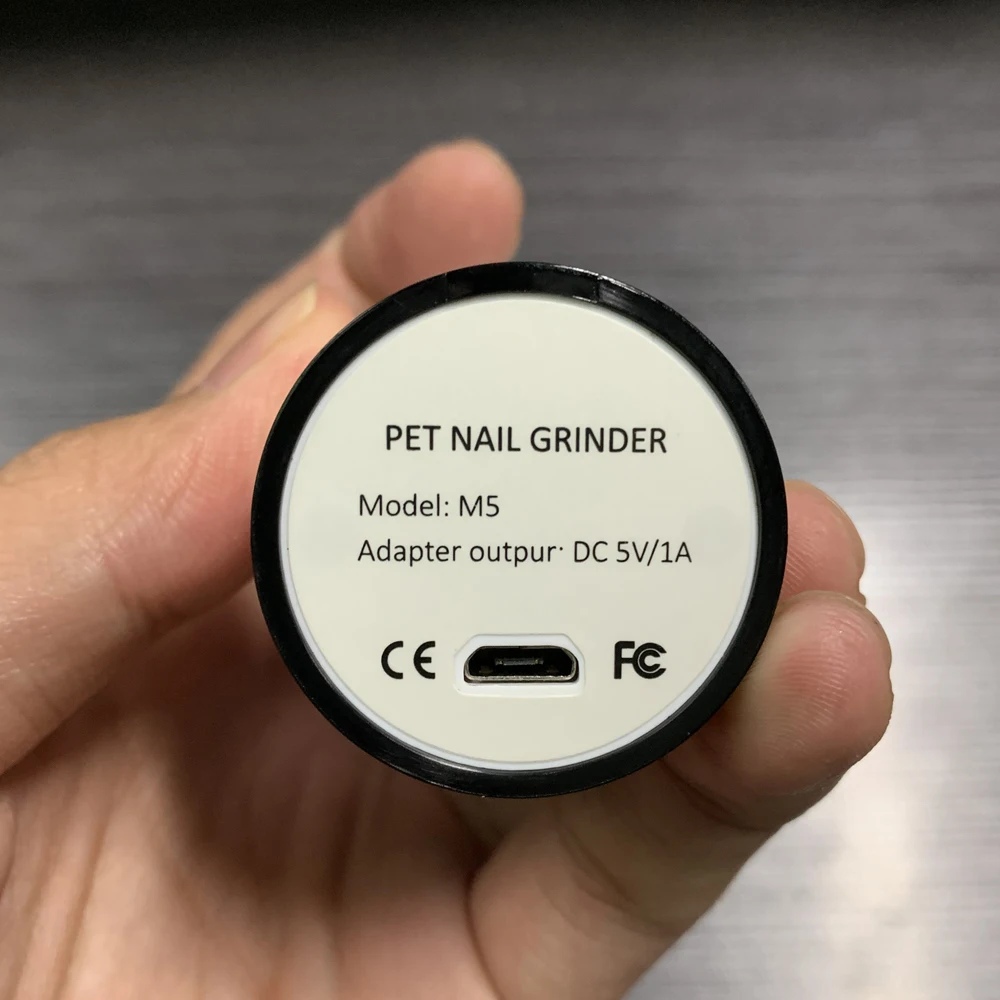 PET NAIL GRINDER
Model: M5
Adapter outpur· DC 5V/1A
CE FC